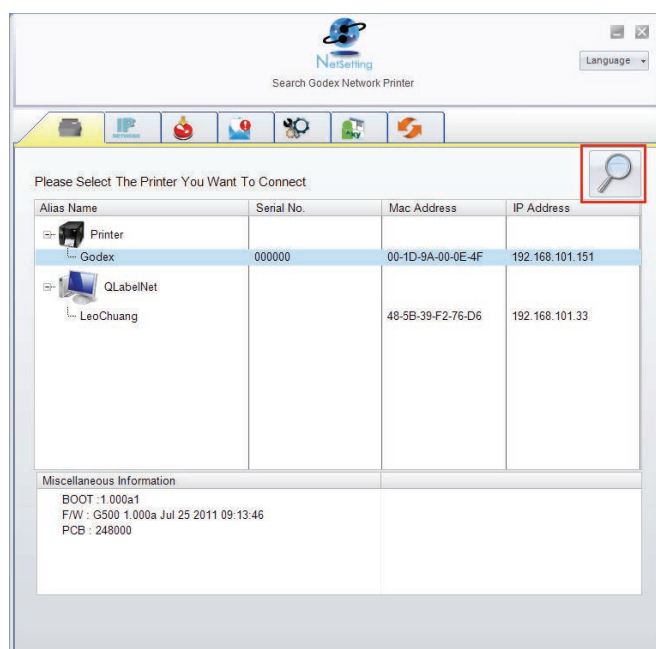 NetSetting
Language
Search Godex Network Printer
IP
NETWORK
Please Select The Printer You Want To Connect
Alias Name Serial No. Mac Address IP Address
Printer
Godex 000000 00-1D-9A-00-0E-4F 192.168.101.151
QLabelNet
LeoChuang 48-5B-39-F2-76-D6 192.168.101.33
Miscellaneous Information
BOOT :1.000a1
F/W : G500 1.000a Jul 25 2011 09:13:46
PCB : 248000